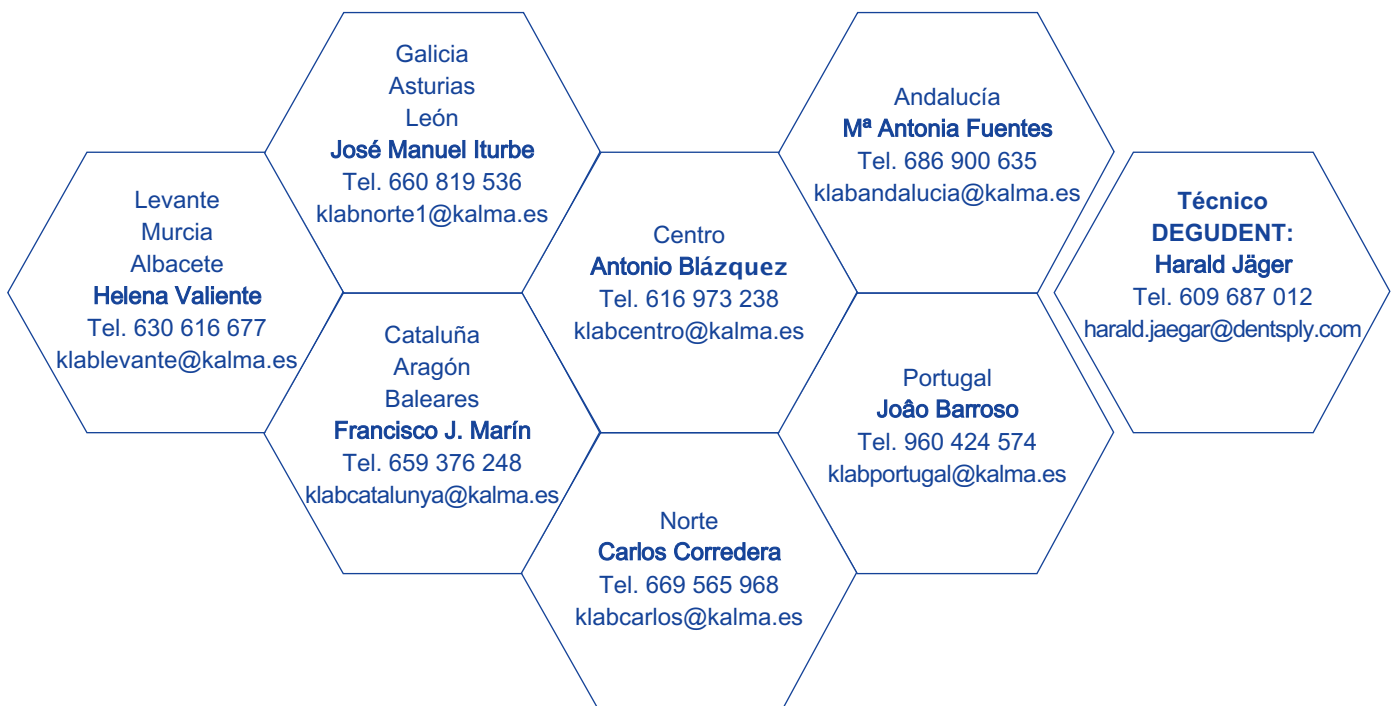 Galicia
Asturias
León
José Manuel Iturbe
Tel. 660 819 536
klabnorte1@kalma.es
Andalucía
Mª Antonia Fuentes
Tel. 686 900 635
klabandalucia@kalma.es
Levante
Murcia
Albacete
Helena Valiente
Tel. 630 616 677
klablevante@kalma.es
Centro
Antonio Blázquez
Tel. 616 973 238
klabcentro@kalma.es
Técnico
DEGUDENT:
Harald Jäger
Tel. 609 687 012
harald.jaegar@dentsply.com
Cataluña
Aragón
Baleares
Francisco J. Marín
Tel. 659 376 248
klabcatalunya@kalma.es
Portugal
Joâo Barroso
Tel. 960 424 574
klabportugal@kalma.es
Norte
Carlos Corredera
Tel. 669 565 968
klabcarlos@kalma.es